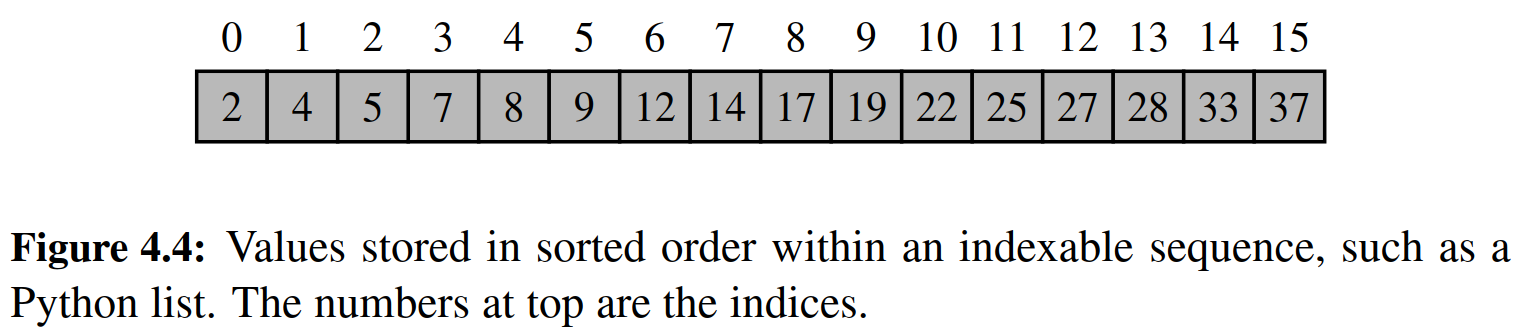 0 1 2 3 4 5 6 7 8 9 10 11 12 13 14 15
2 4 5 7 8 9 12 14 17 19 22 25 27 28 33 37
Figure 4.4: Values stored in sorted order within an indexable sequence, such as a
Python list. The numbers at top are the indices.